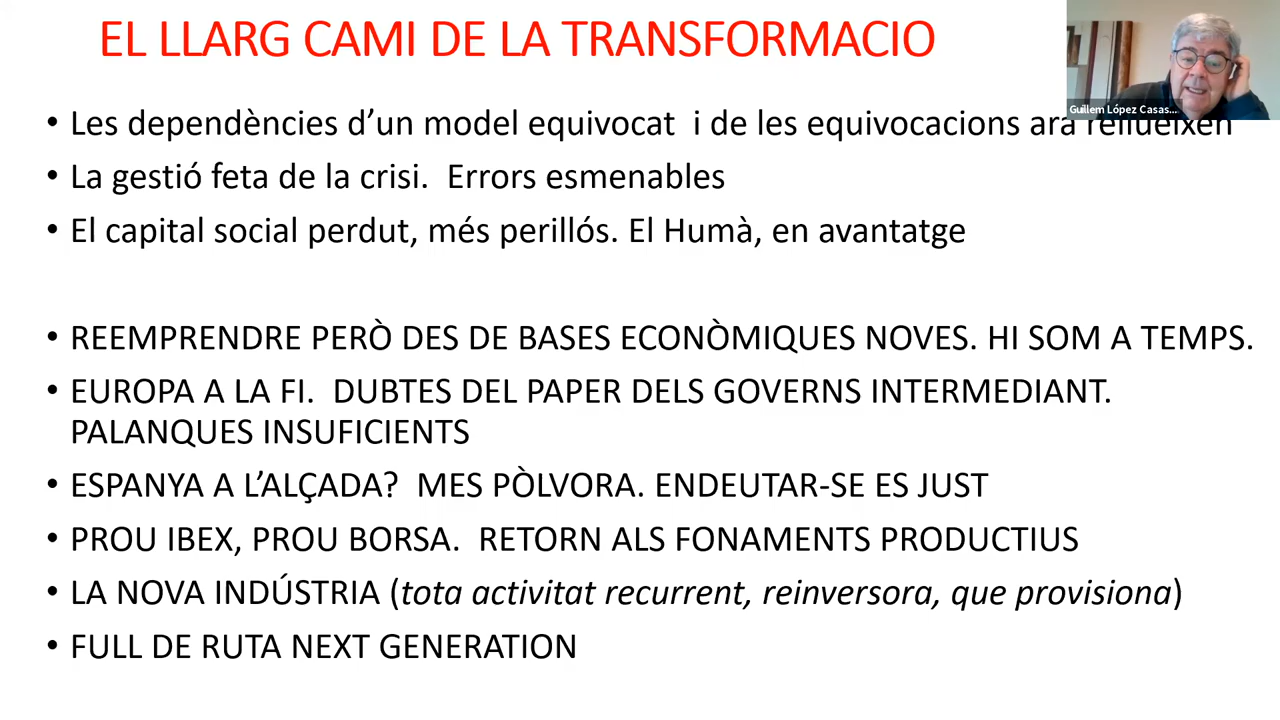 EL LLARG CAMI DE LA TRANSFORMACIO
Guillem López Casas...
• Les dependències d’un model equivocat i de les equivocacions arareflueixen
• La gestió feta de la crisi. Errors esmenables
• El capital social perdut, més perillós. El Humà, en avantatge
• REEMPRENDRE PERÒ DES DE BASES ECONÒMIQUES NOVES. HI SOM A TEMPS.
• EUROPA A LA FI. DUBTES DEL PAPER DELS GOVERNS INTERMEDIANT.
PALANQUES INSUFICIENTS
• ESPANYA A L’ALÇADA? MES PÒLVORA. ENDEUTAR-SE ES JUST
• PROU IBEX, PROU BORSA. RETORN ALS FONAMENTS PRODUCTIUS
• LA NOVA INDÚSTRIA (tota activitat recurrent, reinversora, que provisiona)
• FULL DE RUTA NEXT GENERATION